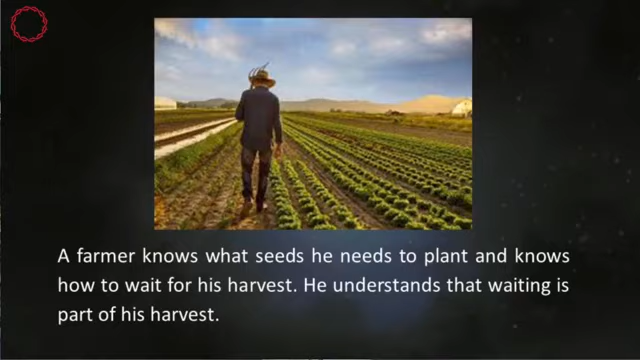 A farmer knows what seeds he needs to plant and knows
how to wait for his harvest. He understands that waiting is
part of his harvest.